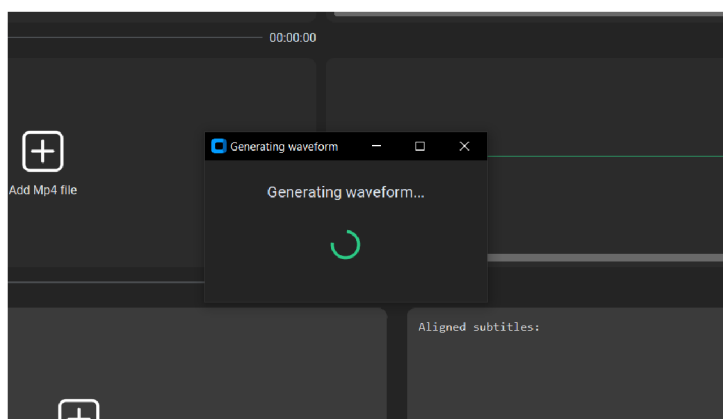 00:00:00
Generating waveform
Generating waveform...
Add Mp4 file
Aligned subtitles: